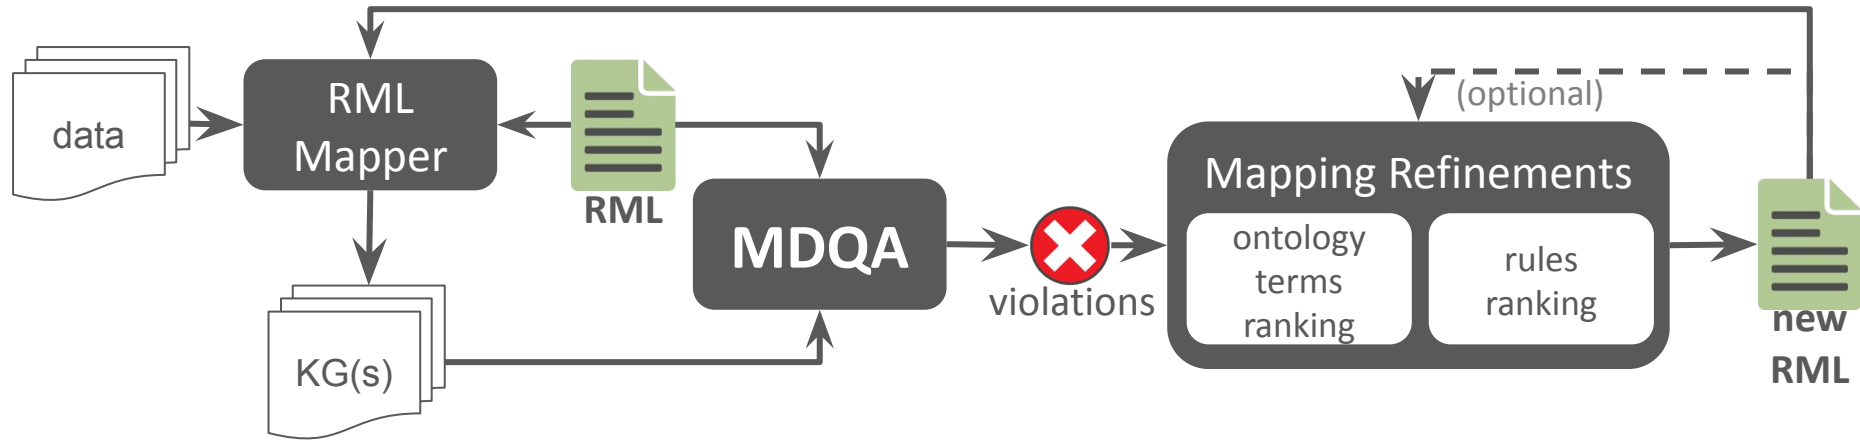 data
RML
Mapper
RML
KG(s)
MDQA
violations
(optional)
Mapping Refinements
ontology
terms
ranking
rules
ranking
new
RML